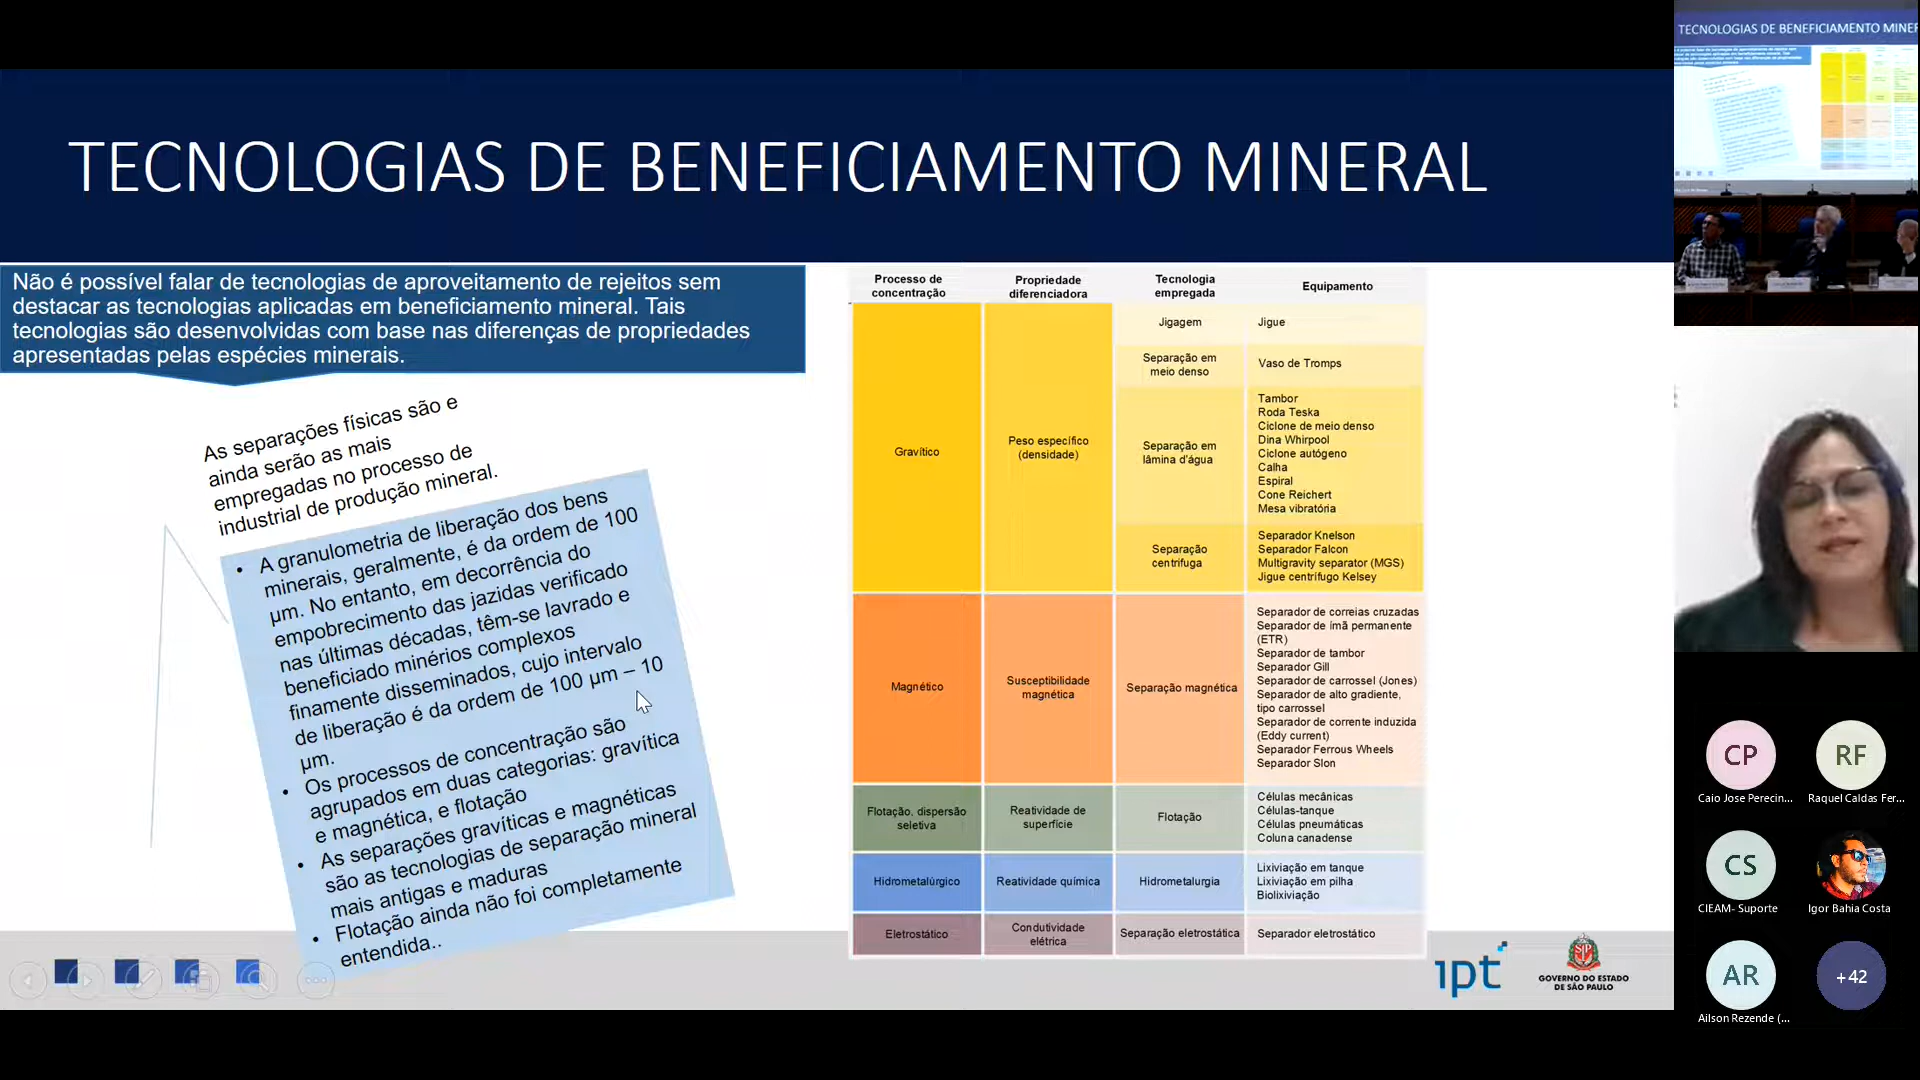 TECNOLOGIAS DE BENEFICIAMENTO MINERAL
Não é possível falar de tecnologias de aproveitamento de rejeitos sem
destacar as tecnologias aplicadas em beneficiamento mineral. Tais
tecnologias são desenvolvidas com base nas diferenças de propriedades
apresentadas pelas espécies minerais.
As separações físicas são e
ainda serão as mais
empregadas no processo de
industrial de produção mineral.
• A granulometria de liberação dos bens
minerais, geralmente, é da ordem de 100
µm. No entanto, em decorrência do
empobrecimento das jazidas verificado
nas últimas décadas, têm-se lavrado e
beneficiado minérios complexos
finamente disseminados, cujo intervalo
de liberação é da ordem de 100 µm – 10
µm.
• Os processos de concentração são
agrupados em duas categorias: gravítica
e magnética, e flotação
• As separações gravíticas e magnéticas
são as tecnologias de separação mineral
mais antigas e maduras
• Flotação ainda não foi completamente
entendida..
Processo de
concentração
Propriedade
diferenciadora
Tecnologia
empregada
Equipamento
Gravítico
Peso específico
(densidade)
Jigagem
Jigue
Separação em
meio denso
Vaso de Tromps
Separação em
lâmina d'água
Tambor
Roda Teska
Ciclone de meio denso
Dina Whirpool
Ciclone autógeno
Calha
Espiral
Cone Reichert
Mesa vibratória
Separação
centrífuga
Separador Knelson
Separador Falcon
Multigravity separator (MGS)
Jigue centrífugo Kelsey
Magnético
Susceptibilidade
magnética
Separação magnética
Separador de correias cruzadas
Separador de ímã permanente
(ETR)
Separador de tambor
Separador Gill
Separador de carrossel (Jones)
Separador de alto gradiente,
tipo carrossel
Separador de corrente induzida
(Eddy current)
Separador Ferrous Wheels
Separador Slon
Flotação, dispersão
seletiva
Reatividade de
superfície
Flotação
Células mecânicas
Células-tanque
Células pneumáticas
Coluna canadense
Hidrometalúrgico
Reatividade química
Hidrometalurgia
Lixiviação em tanque
Lixiviação em pilha
Biolixiviação
Eletrostático
Condutividade
elétrica
Separação eletrostática
Separador eletrostático
ipt
SP
GOVERNO DO ESTADO
DE SÃO PAULO
TECNOLOGIAS DE BENEFICIAMENTO MINER
CP
Caio Jose Perecin...
RF
Raquel Caldas Fer...
CS
CIEAM- Suporte
Igor Bahia Costa
AR
Ailson Rezende (...
+42